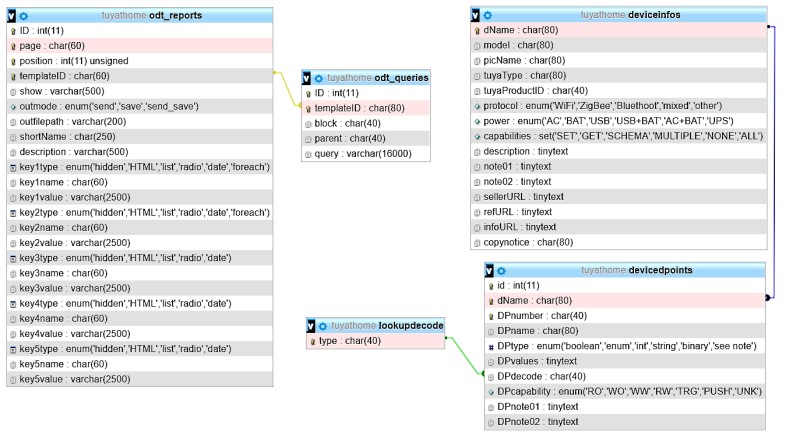 tuyathome odt_reports
ID : int(11)
page : char(60)
position : int(11) unsigned
templateID : char(60)
show : varchar(500)
outmode : enum('send','save','send_save')
outfilepath : varchar(200)
shortName : char(250)
description : varchar(500)
key1type : enum('hidden','HTML','list','radio','date','foreach')
key1name : char(60)
key1value : varchar(2500)
key2type : enum('hidden','HTML','list','radio','date','foreach')
key2name : char(60)
key2value : varchar(2500)
key3type : enum('hidden','HTML','list','radio','date')
key3name : char(60)
key3value : varchar(2500)
key4type : enum('hidden','HTML','list','radio','date')
key4name : char(60)
key4value : varchar(2500)
key5type : enum('hidden','HTML','list','radio','date')
key5name : char(60)
key5value : varchar(2500)
tuyathome odt_queries
ID : int(11)
templateID : char(80)
block : char(40)
parent : char(40)
query : varchar(16000)
tuyathome deviceinfos
dName : char(80)
model : char(80)
picName : char(80)
tuyaType : char(80)
tuyaProductID : char(40)
protocol : enum('WiFi','ZigBee','Bluethoot','mixed','other')
power : enum('AC','BAT','USB','USB+BAT','AC+BAT','UPS')
capabilities : set('SET','GET','SCHEMA','MULTIPLE','NONE','ALL')
description : tinytext
note01 : tinytext
note02 : tinytext
sellerURL : tinytext
refURL : tinytext
infoURL : tinytext
copynotice : char(80)
tuyathome lookupdecode
type : char(40)
tuyathome devicedpoints
id : int(11)
dName : char(80)
DPnumber : char(40)
DPname : char(80)
DPtype : enum('boolean','enum','int','string','binary','see note')
DPvalues : tinytext
DPdecode : char(40)
DPcapability : enum('RO','WO','WW','RW','TRG','PUSH','UNK')
DPnote01 : tinytext
DPnote02 : tinytext